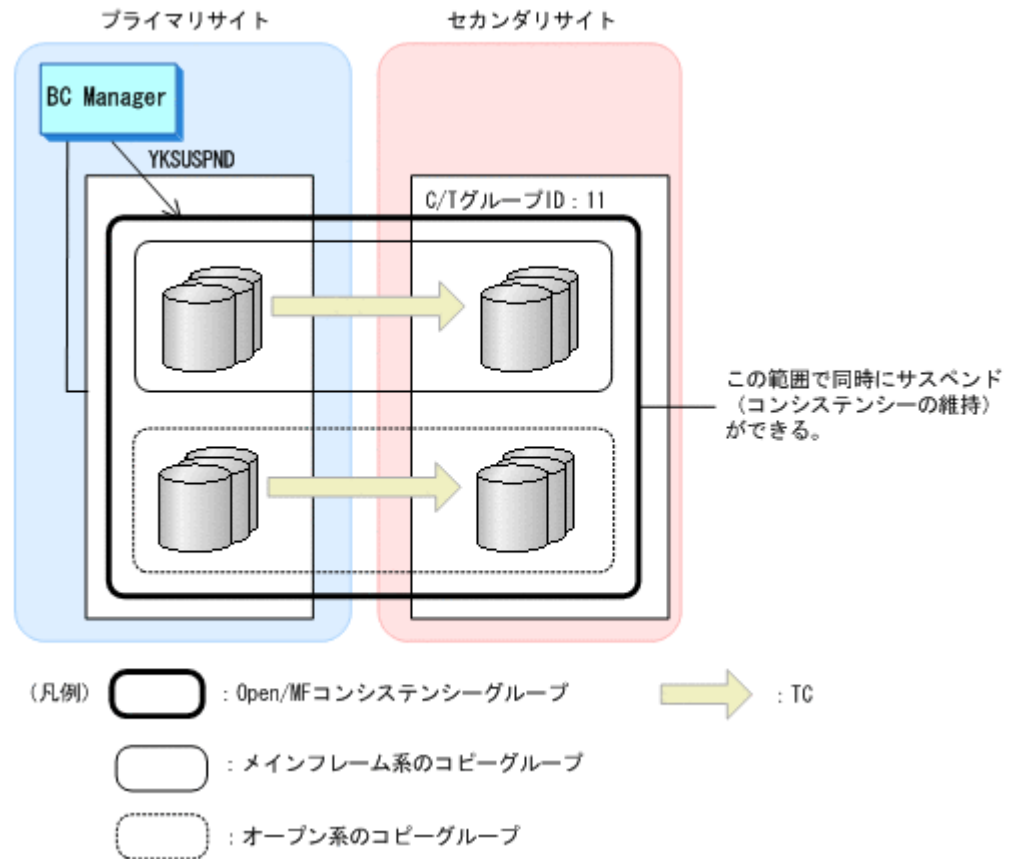 プライマリサイト
セカンダリサイト
BC Manager
YKSUSPND
C/TグループID:11
この範囲で同時にサスペンド
(コンシステンシーの維持)
ができる。
(凡例)
:Open/MFコンシステンシーグループ
:TC
:メインフレーム系のコピーグループ
:オープン系のコピーグループ